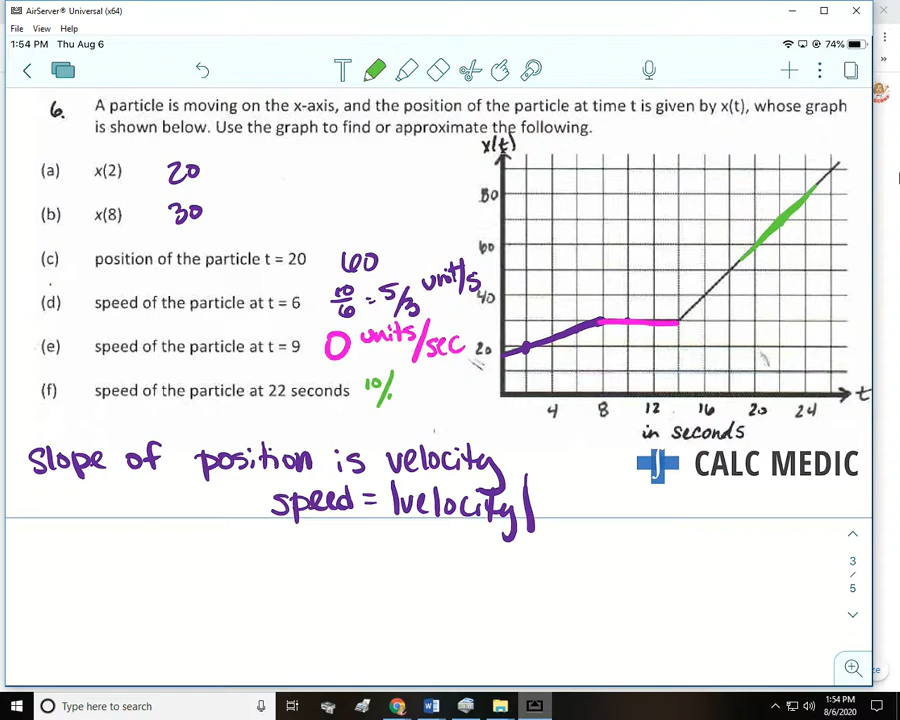 AirServer® Universal (x64)
File View Help
1:54 PM Thu Aug 6
74%
T
6. A particle is moving on the x-axis, and the position of the particle at time t is given by x(t), whose graph
is shown below. Use the graph to find or approximate the following.
x(t)
(a) x(2) 20
(b) x(8) 30
(c) position of the particle t = 20 60
(d) speed of the particle at t = 6 10/6 = 5/3 unit/s
(e) speed of the particle at t = 9 0 units/sec
(f) speed of the particle at 22 seconds 10/
80
60
40
20
4 8 12 16 20 24 t
in seconds
CALC MEDIC
slope of position is velocity
speed = |velocity|
3
/
5
Type here to search
1:54 PM
8/6/2020